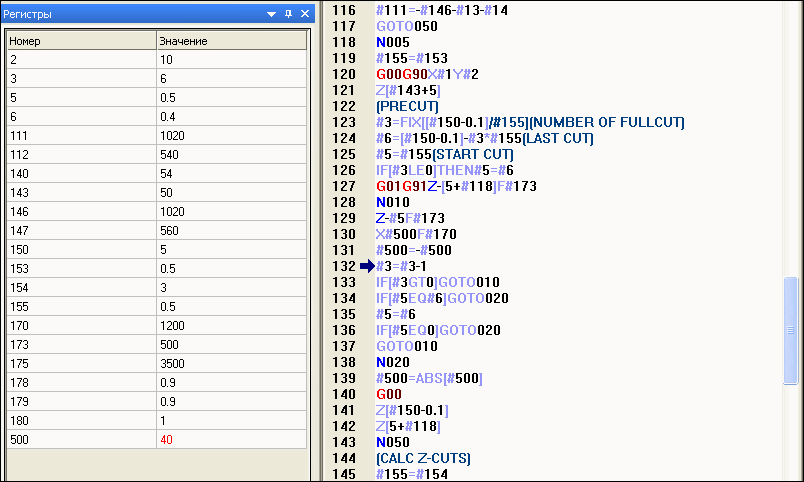 Регистры
Номер Значение
2 10
3 6
5 0.5
6 0.4
111 1020
112 540
140 54
143 50
146 1020
147 560
150 5
153 0.5
154 3
155 0.5
170 1200
173 500
175 3500
178 0.9
179 0.9
180 1
500 40
116 #111=-#146-#13-#14
117 GOTO050
118 N005
119 #155=#153
120 G00G90X#1Y#2
121 Z[#143+5]
122 (PRECUT)
123 #3=FIX[[#150-0.1]/#155](NUMBER OF FULLCUT)
124 #6=[#150-0.1]-#3*#155(LAST CUT)
125 #5=#155(START CUT)
126 IF[#3LE0]THEN#5=#6
127 G01G91Z-[5+#118]F#173
128 N010
129 Z-#5F#173
130 X#500F#170
131 #500=-#500
132 #3=#3-1
133 IF[#3GT0]GOTO010
134 IF[#5EQ#6]GOTO020
135 #5=#6
136 IF[#5EQ0]GOTO020
137 GOTO010
138 N020
139 #500=ABS[#500]
140 G00
141 Z[#150-0.1]
142 Z[5+#118]
143 N050
144 (CALC Z-CUTS)
145 #155=#154